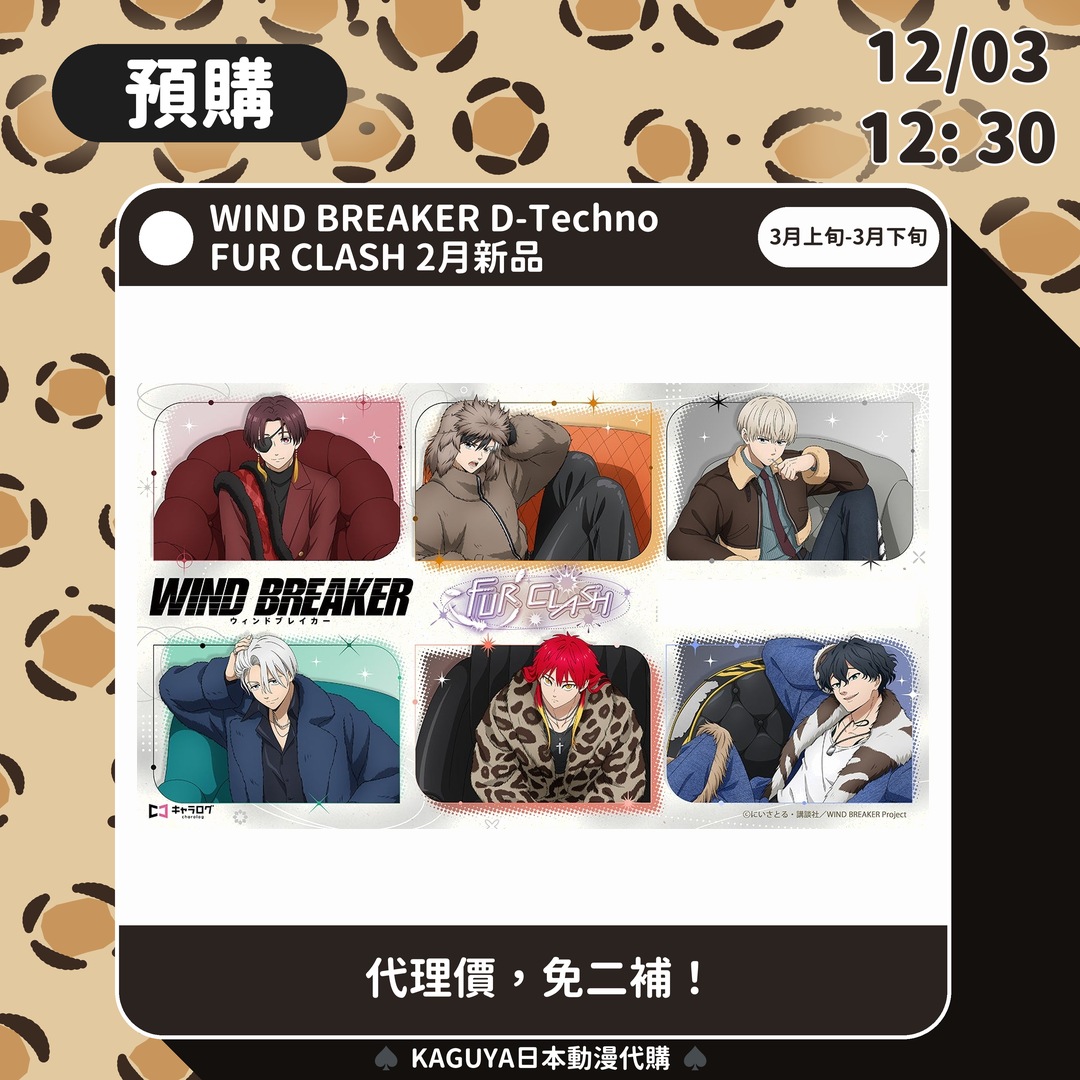 預購
12/03
12: 30
WIND BREAKER D-Techno
FUR CLASH 2月新品
3月上旬-3月下旬
WIND BREAKER
ウィンドブレイカー
FUR CLASH
キャラログ
charalog
©にいさとる・講談社／WIND BREAKER Project
代理價，免二補！
KAGUYA日本動漫代購